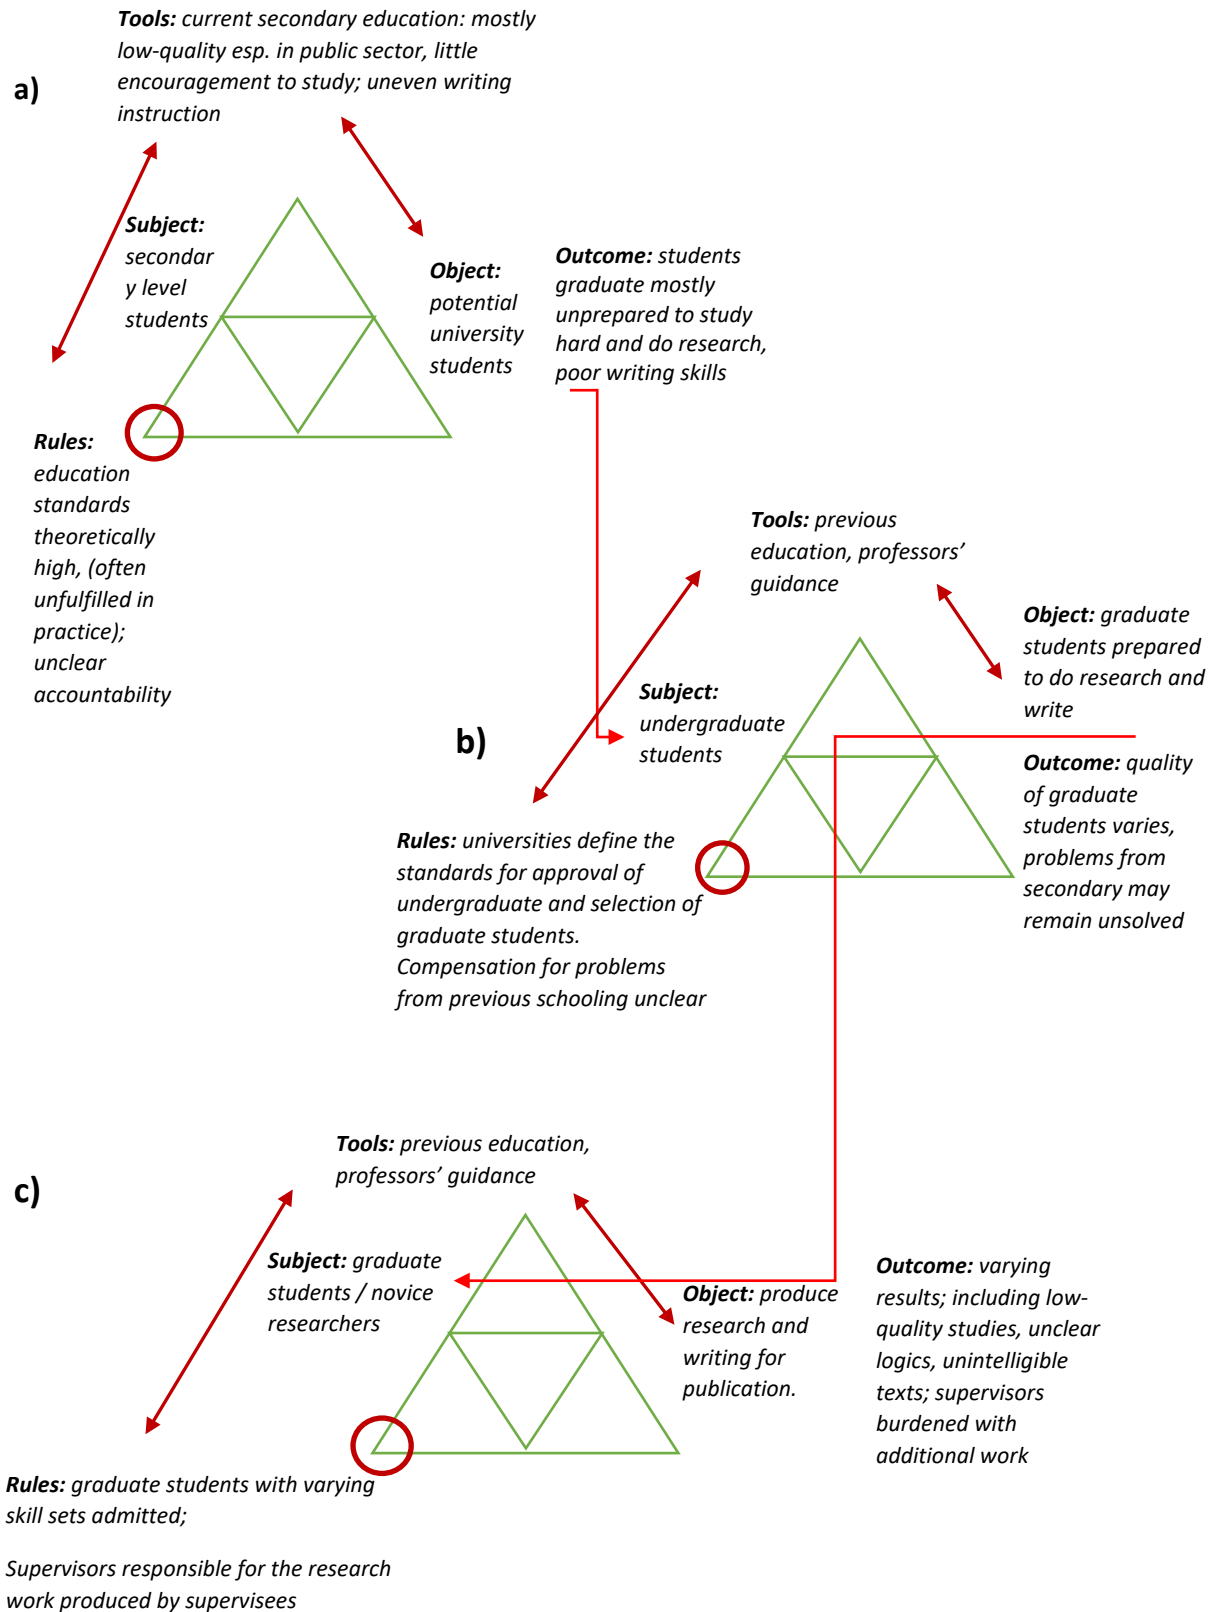 Tools: current secondary education: mostly
low-quality esp. in public sector, little
encouragement to study; uneven writing
instruction
a)
Subject:
secondar
y level
students
Object:
potential
university
students
Outcome: students
graduate mostly
unprepared to study
hard and do research,
poor writing skills
Rules:
education
standards
theoretically
high, (often
unfulfilled in
practice);
unclear
accountability
Tools: previous
education, professors’
guidance
b)
Subject:
undergraduate
students
Object: graduate
students prepared
to do research and
write
Outcome: quality
of graduate
students varies,
problems from
secondary may
remain unsolved
Rules: universities define the
standards for approval of
undergraduate and selection of
graduate students.
Compensation for problems
from previous schooling unclear
Tools: previous education,
professors’ guidance
c)
Subject: graduate
students / novice
researchers
Object: produce
research and
writing for
publication.
Outcome: varying
results; including low-
quality studies, unclear
logics, unintelligible
texts; supervisors
burdened with
additional work
Rules: graduate students with varying
skill sets admitted;
Supervisors responsible for the research
work produced by supervisees